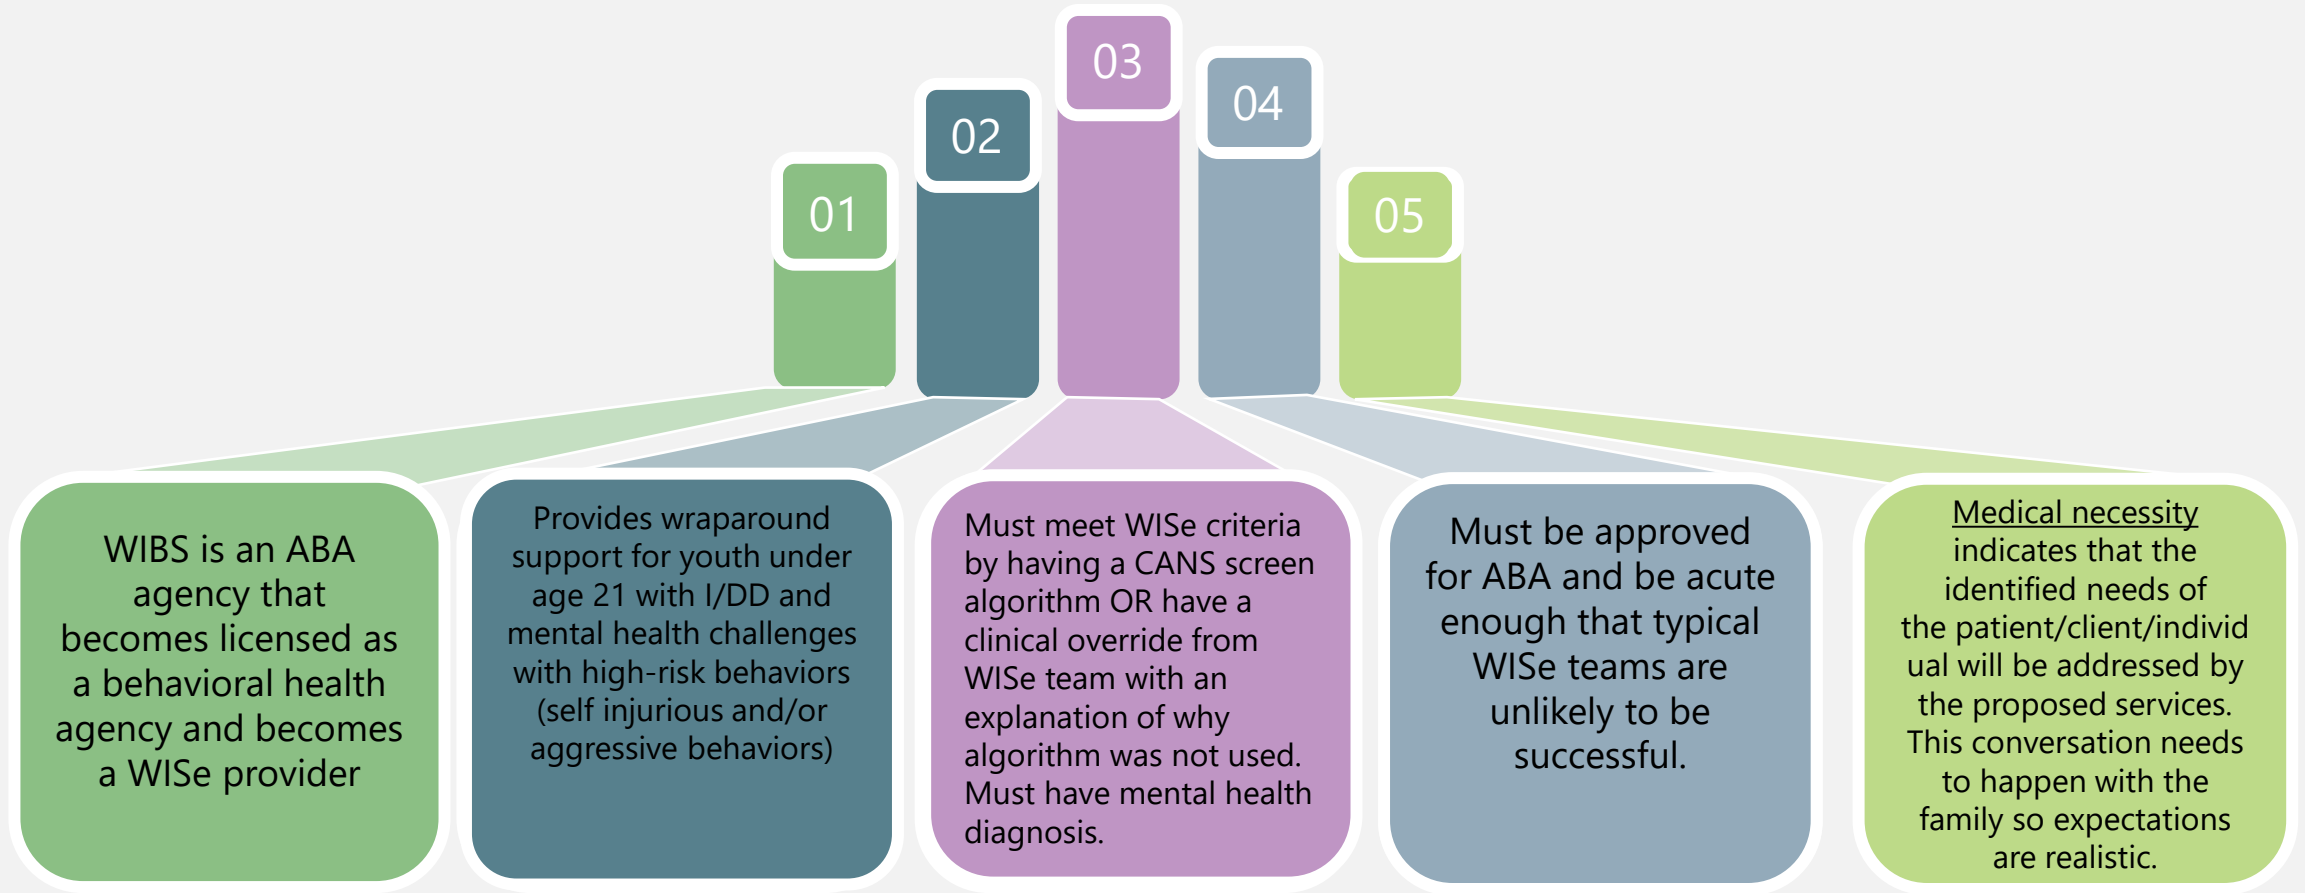 01
02
03
04
05
WIBS is an ABA
agency that
becomes licensed as
a behavioral health
agency and becomes
a WISe provider
Provides wraparound
support for youth under
age 21 with I/DD and
mental health challenges
with high-risk behaviors
(self injurious and/or
aggressive behaviors)
Must meet WISe criteria
by having a CANS screen
algorithm OR have a
clinical override from
WISe team with an
explanation of why
algorithm was not used.
Must have mental health
diagnosis.
Must be approved
for ABA and be acute
enough that typical
WISe teams are
unlikely to be
successful.
Medical necessity
indicates that the
identified needs of
the patient/client/individ
ual will be addressed by
the proposed services.
This conversation needs
to happen with the
family so expectations
are realistic.